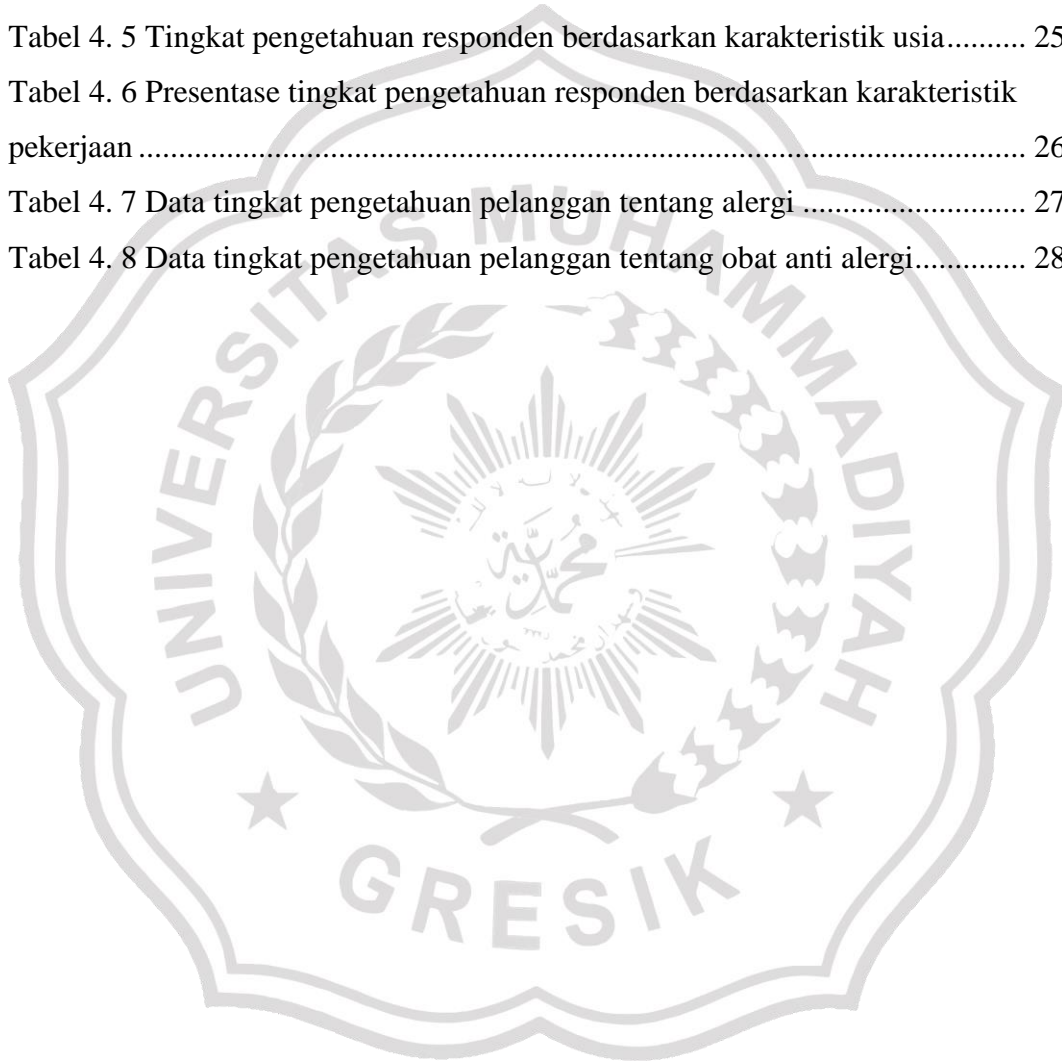 Tabel 4. 5 Tingkat pengetahuan responden berdasarkan karakteristik usia.......... 25
Tabel 4. 6 Presentase tingkat pengetahuan responden berdasarkan karakteristik
pekerjaan ............................................................................................... 26
Tabel 4. 7 Data tingkat pengetahuan pelanggan tentang alergi ........................ 27
Tabel 4. 8 Data tingkat pengetahuan pelanggan tentang obat anti alergi.............. 28
UNIVERSITAS MUHAMMADIYAH
GRESIK